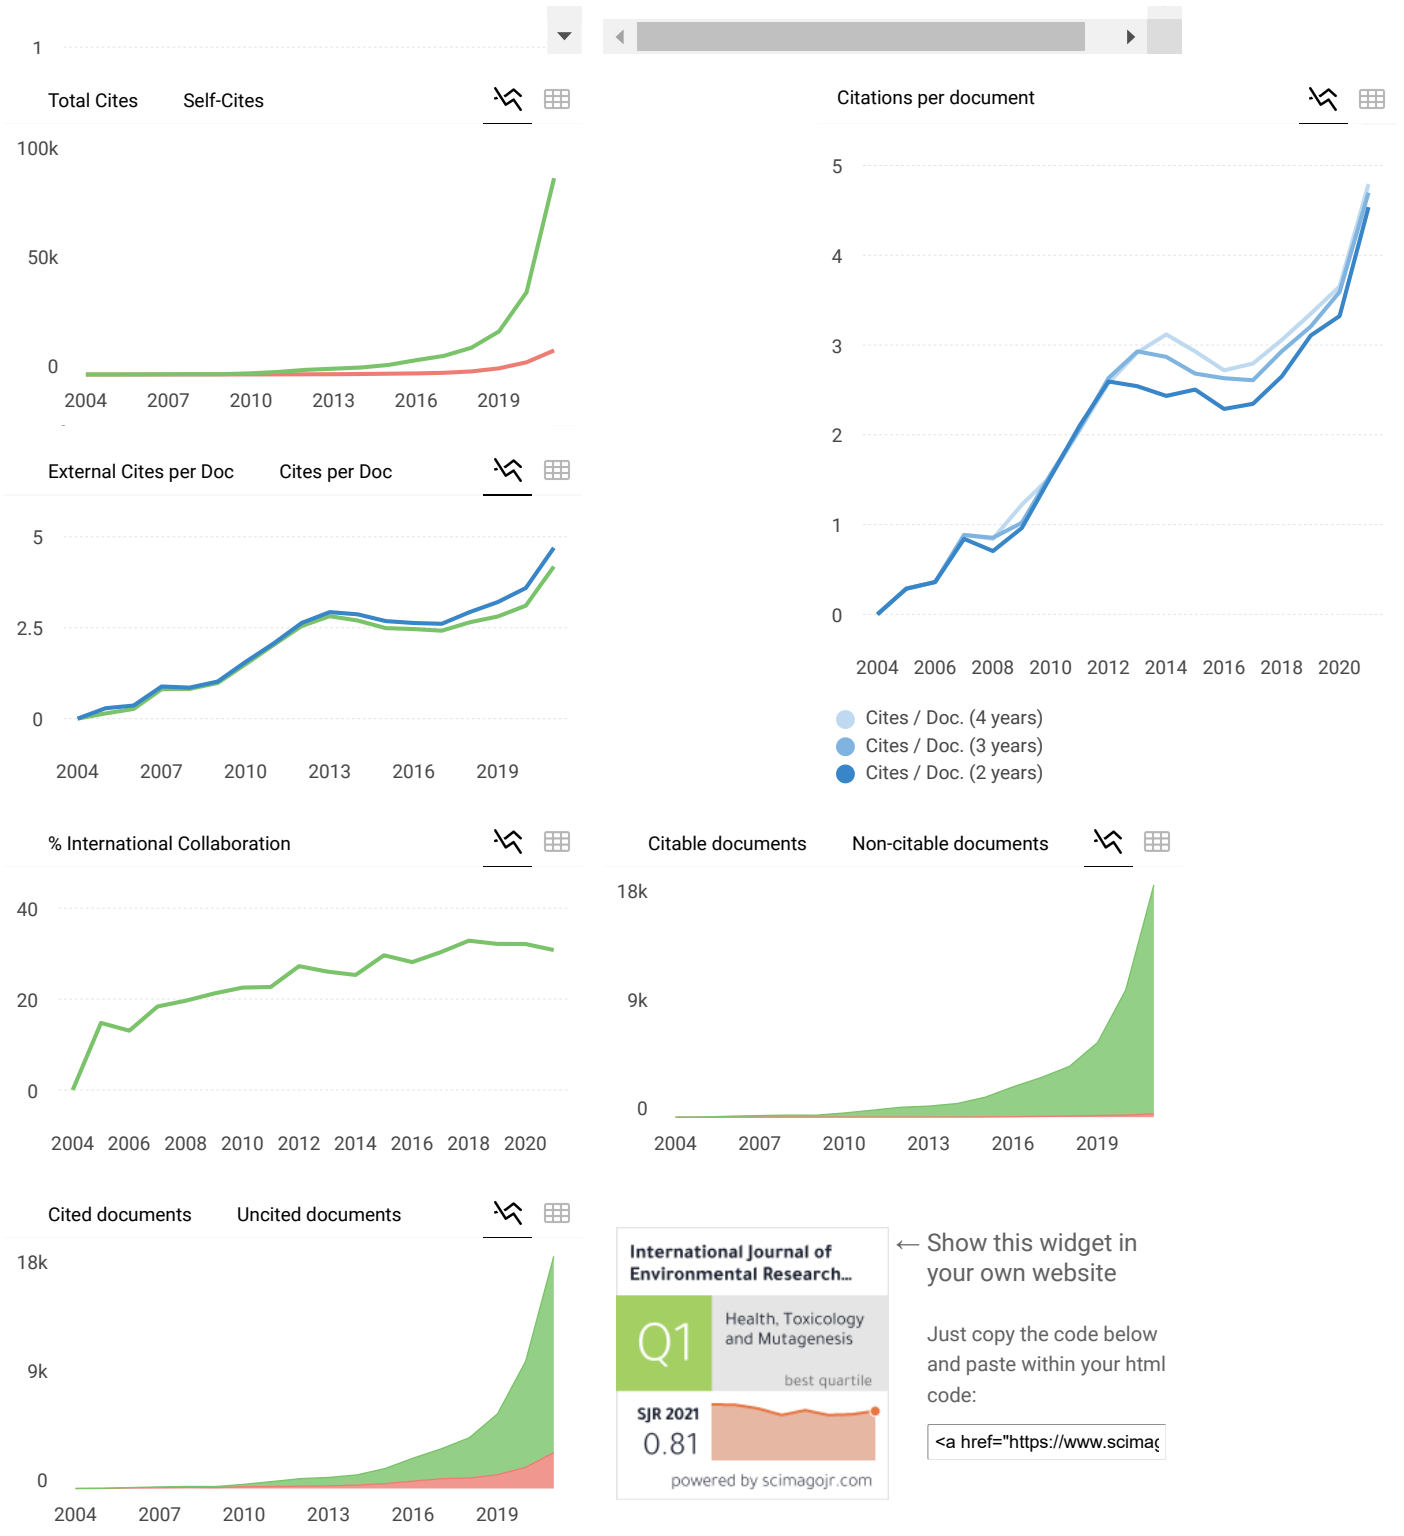 1
Total Cites Self-Cites
100k
50k
0
2004 2007 2010 2013 2016 2019
Citations per document
5
4
3
2
1
0
2004 2006 2008 2010 2012 2014 2016 2018 2020
Cites / Doc. (4 years)
Cites / Doc. (3 years)
Cites / Doc. (2 years)
External Cites per Doc Cites per Doc
5
2.5
0
2004 2007 2010 2013 2016 2019
% International Collaboration
40
20
0
2004 2006 2008 2010 2012 2014 2016 2018 2020
Citable documents Non-citable documents
18k
9k
0
2004 2007 2010 2013 2016 2019
Cited documents Uncited documents
18k
9k
0
2004 2007 2010 2013 2016 2019
International Journal of
Environmental Research...
Q1
Health, Toxicology
and Mutagenesis
best quartile
SJR 2021
0.81
powered by scimagojr.com
← Show this widget in
your own website
Just copy the code below
and paste within your html
code:
<a href="https://www.scimag